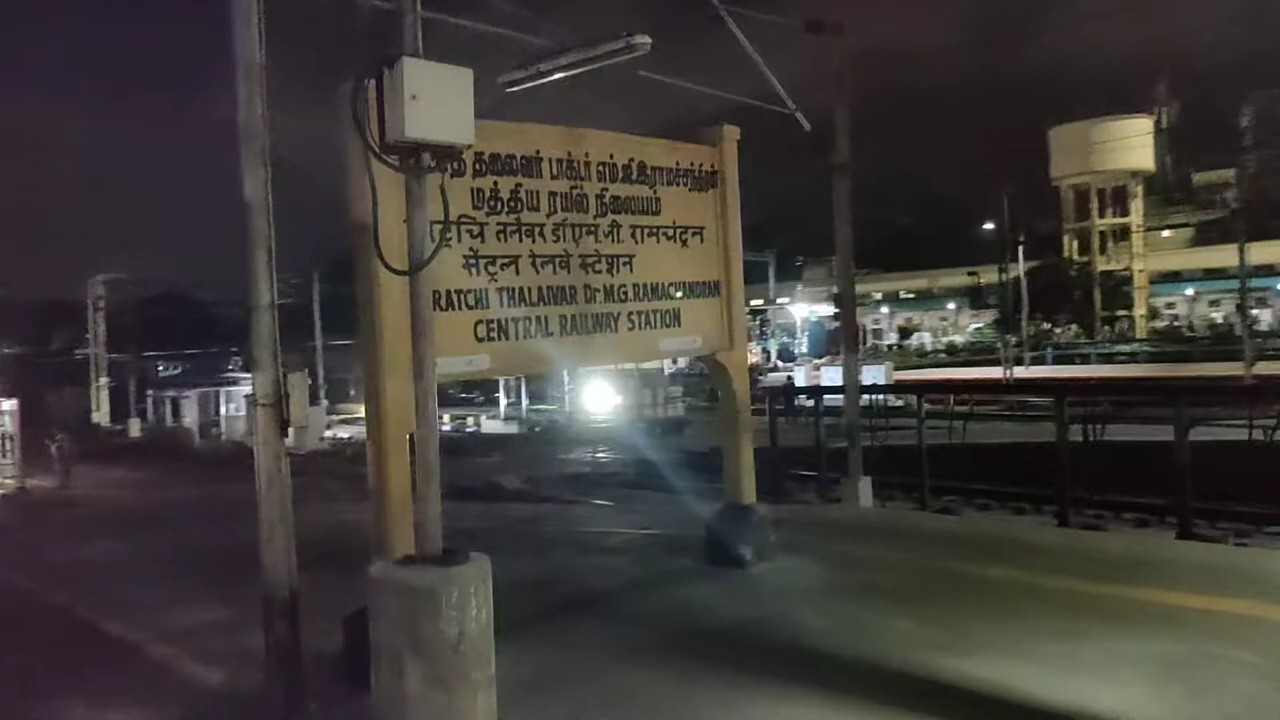 தலைவர் டாக்டர் எம்.ஜி.இராமச்சந்திரன்
மத்திய ரயில் நிலையம்
तलैवर डॉ.एम.जी. रामचंद्रन
सेंट्रल रेलवे स्टेशन
RATCHI THALAIVAR Dr.M.G.RAMACHANDRAN
CENTRAL RAILWAY STATION